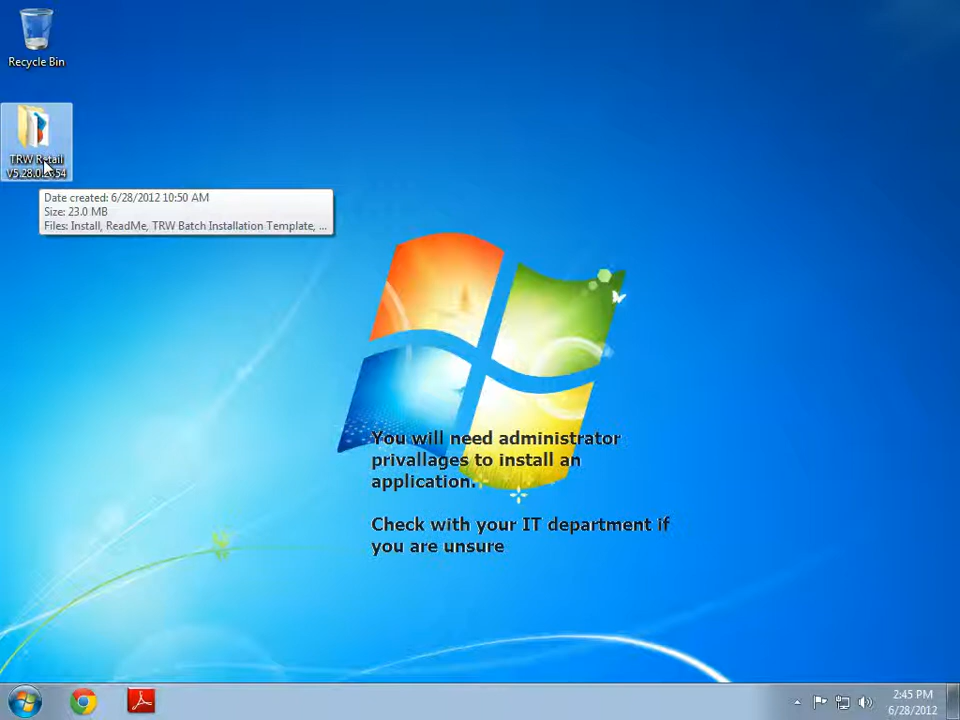 Recycle Bin
TRW Retail
Date created: 6/28/2012 10:50 AM
Size: 23.0 MB
Files: Install, ReadMe, TRW Batch Installation Template, ...
You will need administrator
privallages to install an
application.
Check with your IT department if
you are unsure
2:45 PM
6/28/2012